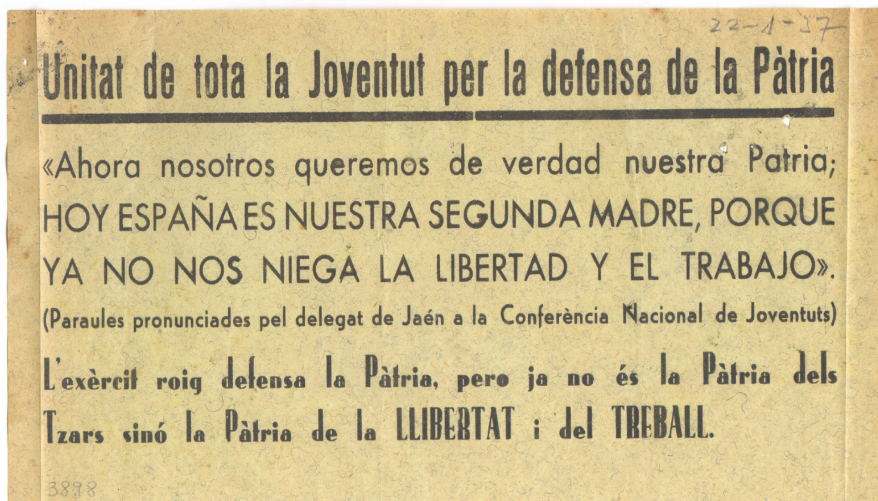 22-1-37
Unitat de tota la Joventut per la defensa de la Pàtria
«Ahora nosotros queremos de verdad nuestra Patria;
HOY ESPAÑA ES NUESTRA SEGUNDA MADRE, PORQUE
YA NO NOS NIEGA LA LIBERTAD Y EL TRABAJO».
(Paraules pronunciades pel delegat de Jaén a la Conferència Nacional de Joventuts)
L'exèrcit roig defensa la Pàtria, pero ja no és la Pàtria dels
Tzars sinó la Pàtria de la LLIBERTAT i del TREBALL.
3898